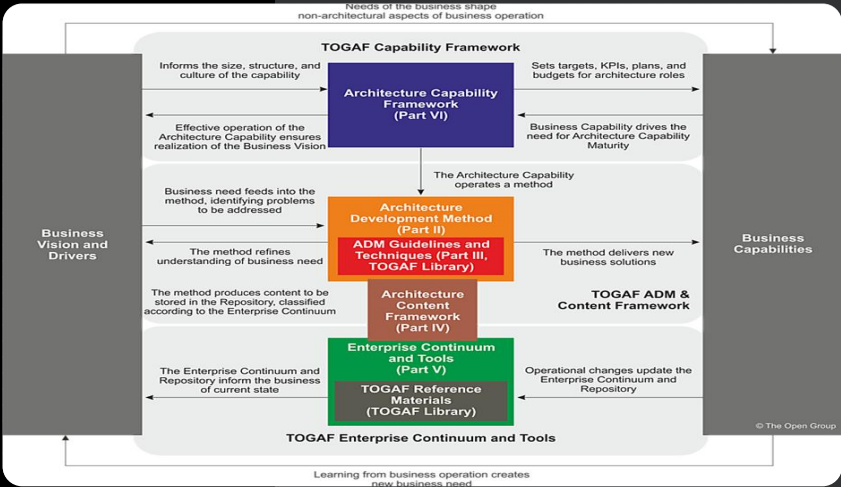 Needs of the business shape
non-architectural aspects of business operation
TOGAF Capability Framework
Informs the size, structure, and
culture of the capability
Architecture Capability
Framework
(Part VI)
Sets targets, KPIs, plans, and
budgets for architecture roles
Effective operation of the
Architecture Capability ensures
realization of the Business Vision
Business Capability drives the
need for Architecture Capability
Maturity
The Architecture Capability
operates a method
Business
Vision and
Drivers
Business need feeds into the
method, identifying problems
to be addressed
Architecture
Development Method
(Part II)
ADM Guidelines and
Techniques (Part III,
TOGAF Library)
The method refines
understanding of business need
The method delivers new
business solutions
Business
Capabilities
The method produces content to be
stored in the Repository, classified
according to the Enterprise Continuum
Architecture
Content
Framework
(Part IV)
TOGAF ADM &
Content Framework
Enterprise Continuum
and Tools
(Part V)
TOGAF Reference
Materials
(TOGAF Library)
The Enterprise Continuum and
Repository inform the business
of current state
Operational changes update the
Enterprise Continuum and
Repository
© The Open Group
TOGAF Enterprise Continuum and Tools
Learning from business operation creates
new business need